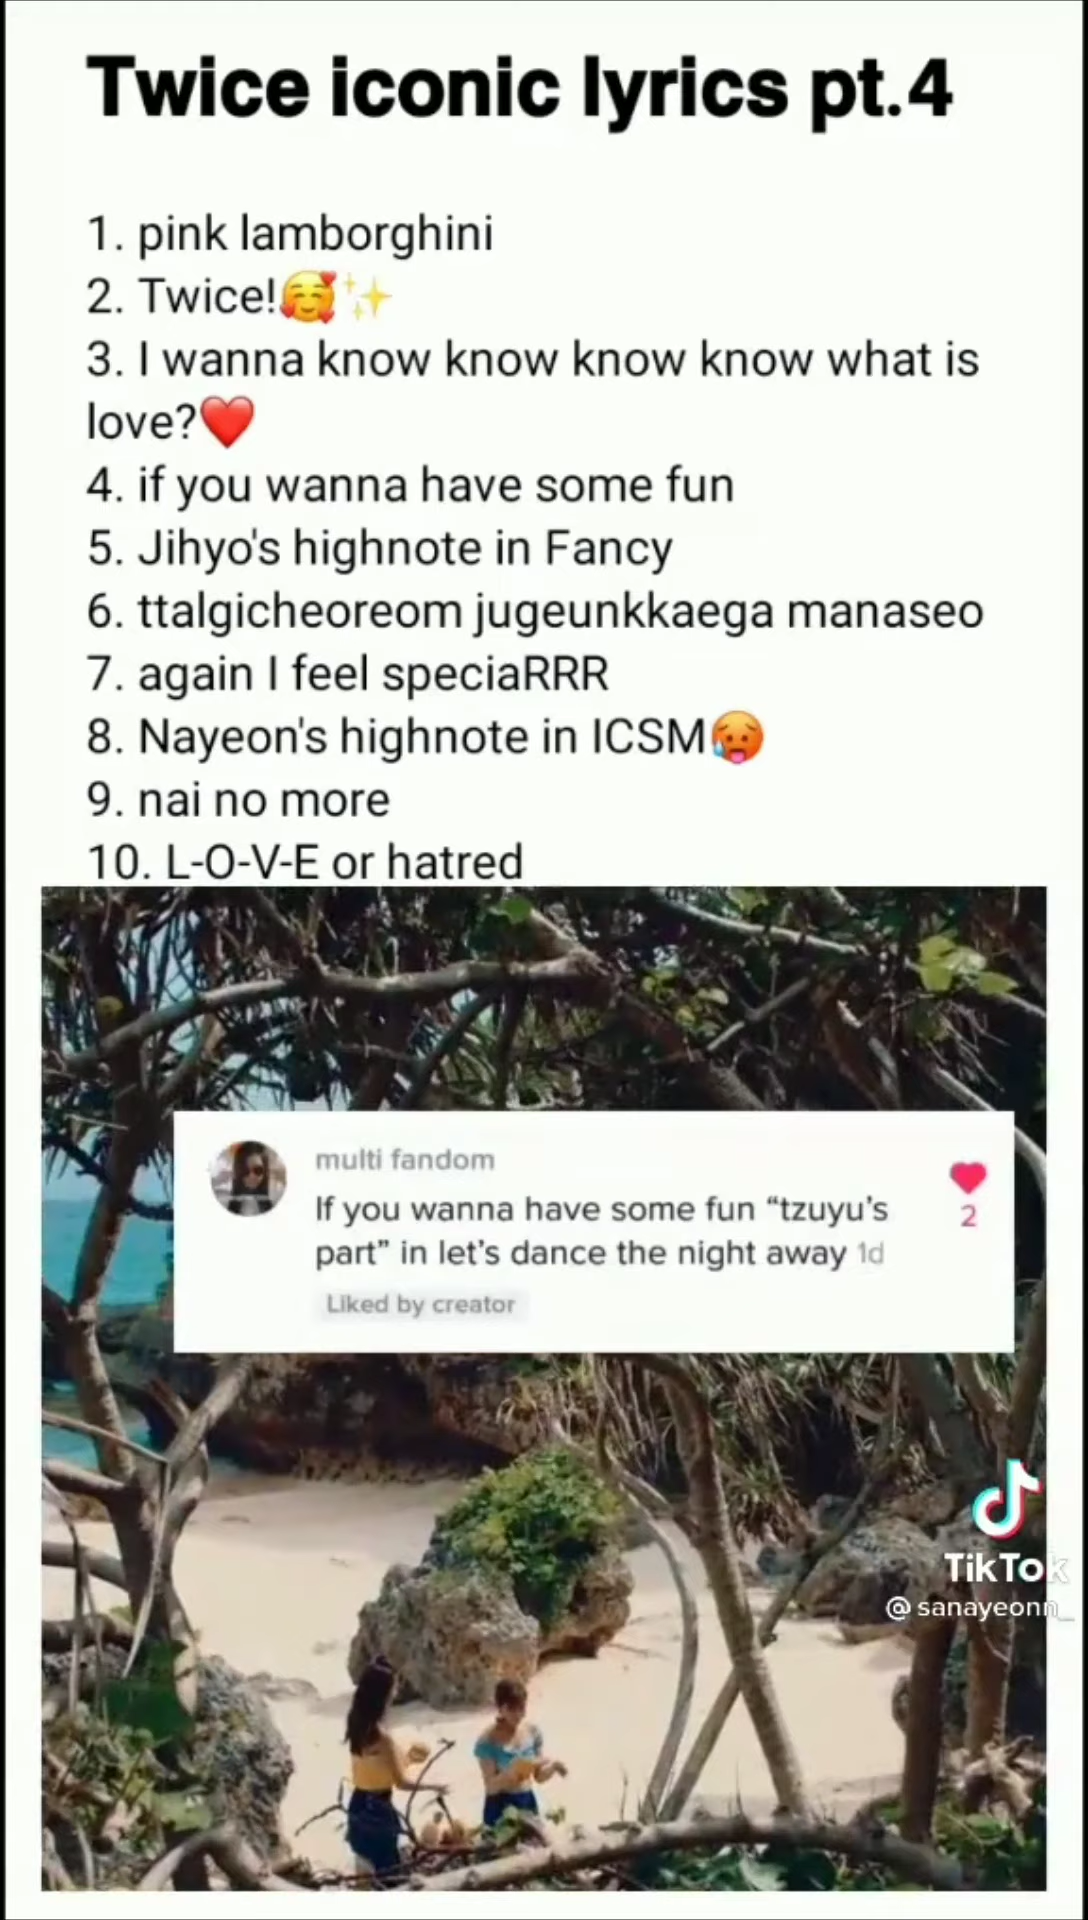 Twice iconic lyrics pt.4
1. pink lamborghini
2. Twice!🥰✨
3. I wanna know know know know what is
love?❤️
4. if you wanna have some fun
5. Jihyo's highnote in Fancy
6. ttalgicheoreom jugeunkkaega manaseo
7. again I feel speciaRRR
8. Nayeon's highnote in ICSM🥵
9. nai no more
10. L-O-V-E or hatred
multi fandom
If you wanna have some fun “tzuyu’s
part” in let’s dance the night away 1d
2
Liked by creator
TikTok
@sanayeonn_